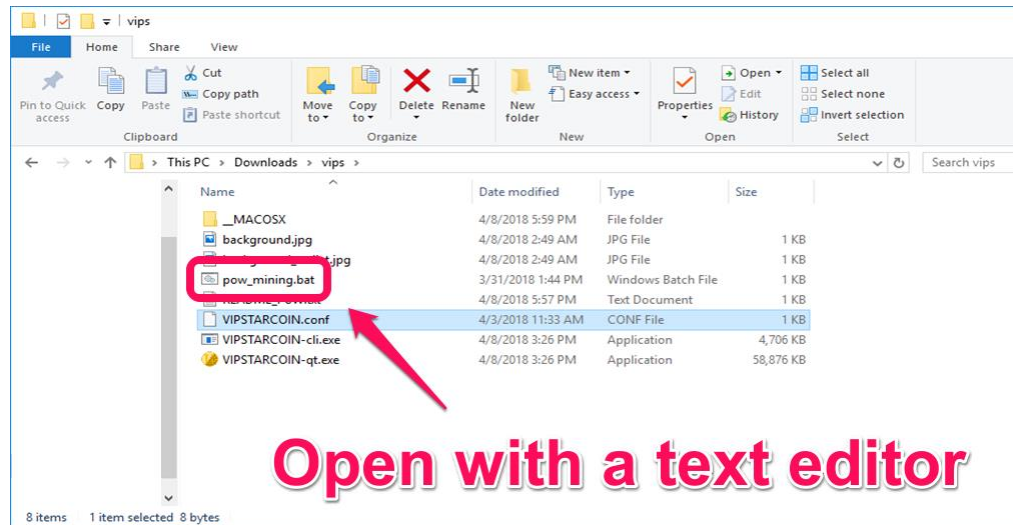 vips
File Home Share View
Pin to Quick access
Copy
Paste
Cut
Copy path
Paste shortcut
Clipboard
Move to
Copy to
Delete
Rename
Organize
New folder
New item
Easy access
New
Properties
Open
Edit
History
Open
Select all
Select none
Invert selection
Select
This PC > Downloads > vips >
Search vips
Name Date modified Type Size
__MACOSX 4/8/2018 5:59 PM File folder
background.jpg 4/8/2018 2:49 AM JPG File 1 KB
.jpg 4/8/2018 2:49 AM JPG File 1 KB
pow_mining.bat 3/31/2018 1:44 PM Windows Batch File 1 KB
4/8/2018 5:57 PM Text Document 1 KB
VIPSTARCOIN.conf 4/3/2018 11:33 AM CONF File 1 KB
VIPSTARCOIN-cli.exe 4/8/2018 3:26 PM Application 4,706 KB
VIPSTARCOIN-qt.exe 4/8/2018 3:26 PM Application 58,876 KB
Open with a text editor
8 items 1 item selected 8 bytes